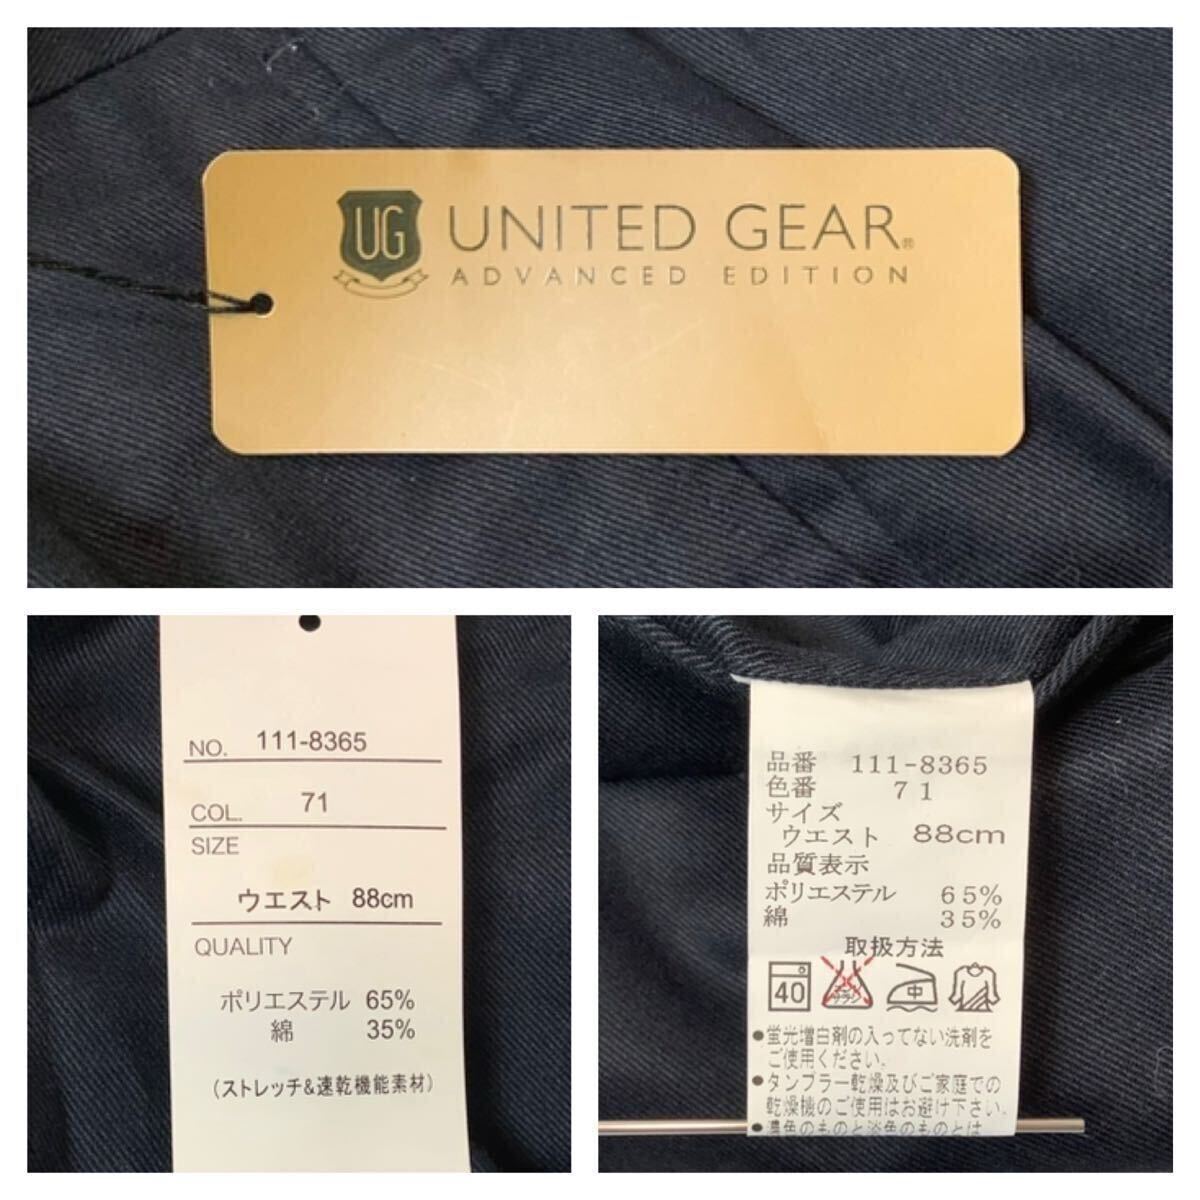 UG UNITED GEAR®
ADVANCED EDITION
NO. 111-8365
COL. 71
SIZE
ウエスト 88cm
QUALITY
ポリエステル 65%
綿 35%
(ストレッチ&速乾機能素材)
品番 111-8365
色番 71
サイズ
ウエスト 88cm
品質表示
ポリエステル 65%
綿 35%
取扱方法
40 エンソサラシ 中
●蛍光増白剤の入ってない洗剤を
ご使用ください.
●タンブラー乾燥及びご家庭での
乾燥機のご使用はお避け下さい.
●濃色のものと淡色のものとは